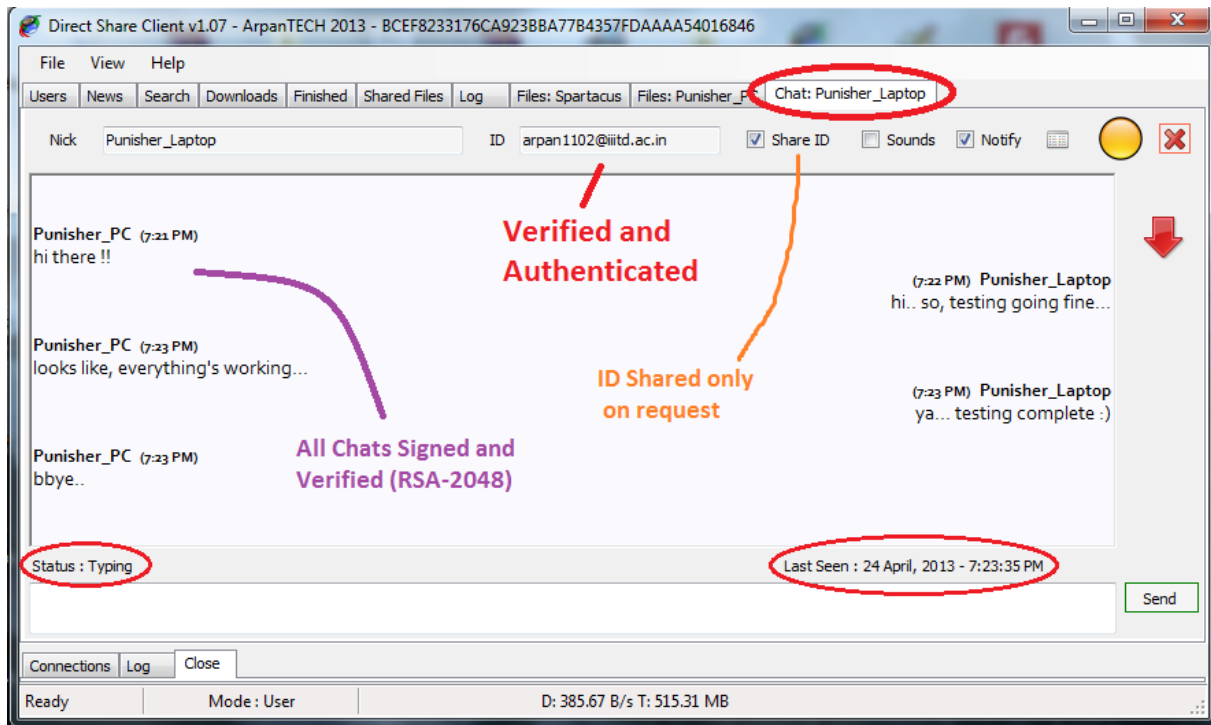 Direct Share Client v1.07 - ArpanTECH 2013 - BCEF8233176CA923BBA77B4357FDAAAA54016846
File View Help
Users News Search Downloads Finished Shared Files Log Files: Spartacus Files: Punisher_PC Chat: Punisher_Laptop
Nick Punisher_Laptop ID arpan1102@iiitd.ac.in Share ID Sounds Notify
Verified and
Authenticated
Punisher_PC (7:21 PM)
hi there !!
(7:22 PM) Punisher_Laptop
hi.. so, testing going fine...
Punisher_PC (7:23 PM)
looks like, everything's working...
ID Shared only
on request
(7:23 PM) Punisher_Laptop
ya... testing complete :)
All Chats Signed and
Verified (RSA-2048)
Punisher_PC (7:23 PM)
bbye..
Status : Typing Last Seen : 24 April, 2013 - 7:23:35 PM
Send
Connections Log Close
Ready Mode : User D: 385.67 B/s T: 515.31 MB